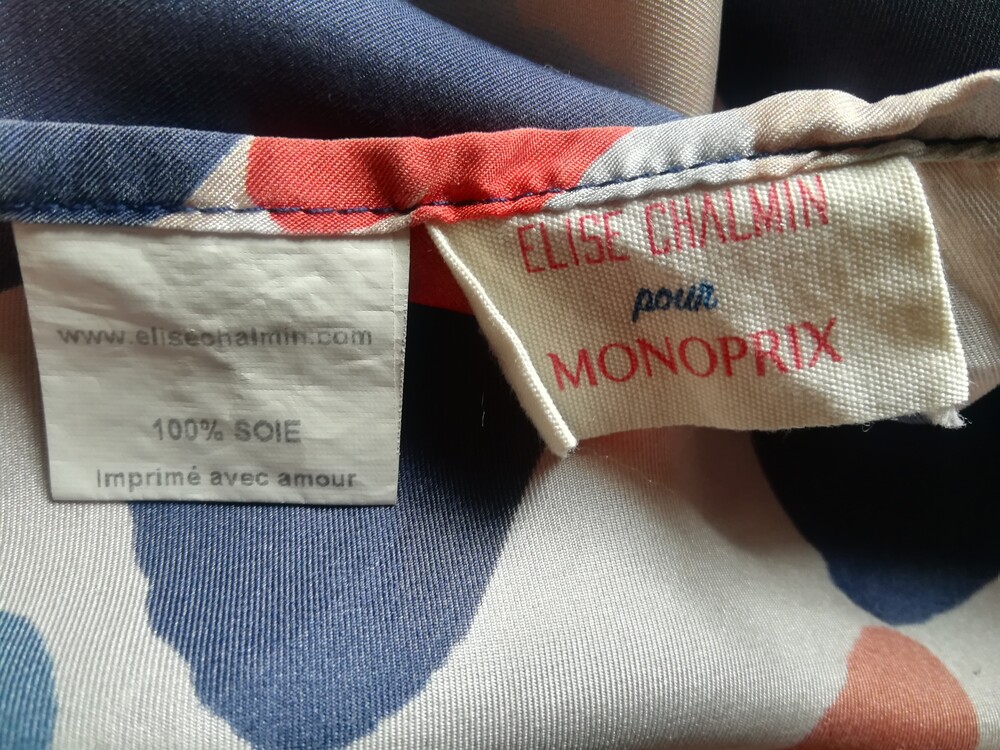 www.elisechalmin.com
100% SOIE
Imprimé avec amour
ELISE CHALMIN
pour
MONOPRIX